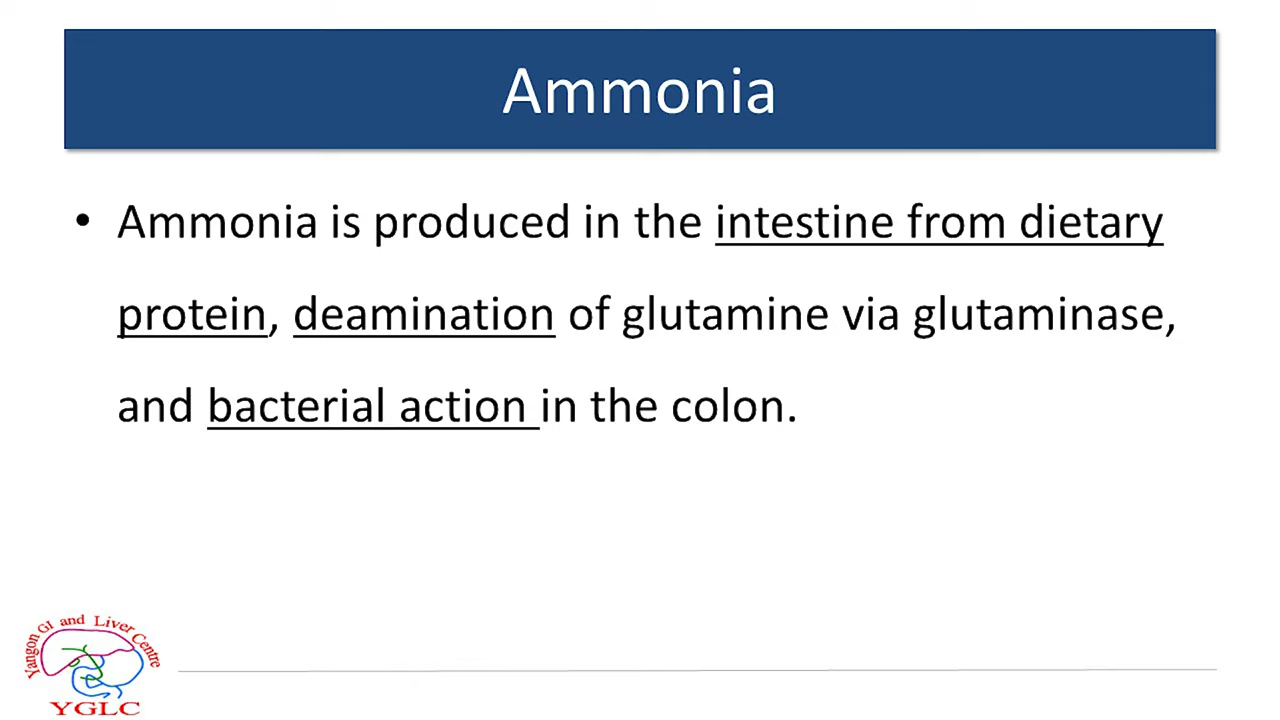 Ammonia
• Ammonia is produced in the intestine from dietary
protein, deamination of glutamine via glutaminase,
and bacterial action in the colon.
Yangon GI and Liver Centre
YGLC